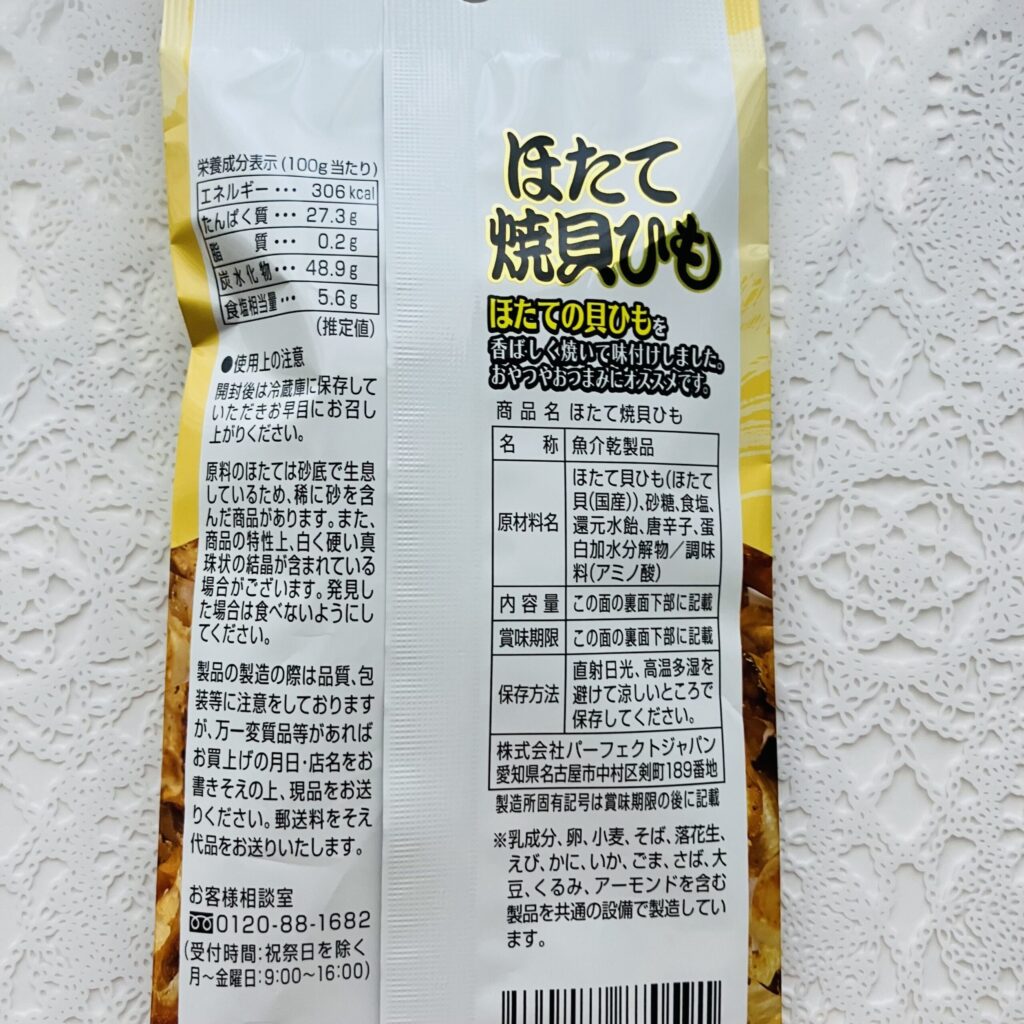 栄養成分表示(100g当たり)
エネルギー・・・ 306kcal
たんぱく質・・・ 27.3g
脂 質・・・ 0.2g
炭水化物・・・ 48.9g
食塩相当量・・・ 5.6g
(推定値)
●使用上の注意
開封後は冷蔵庫に保存して
いただきお早目にお召し
上がりください。
原料のほたては砂底で生息
しているため、稀に砂を含
んだ商品があります。また、
商品の特性上、白く硬い真
珠状の結晶が含まれている
場合がございます。発見し
た場合は食べないようにし
てください。
製品の製造の際は品質、包
装等に注意をしております
が、万一変質品等があれば
お買上げの月日・店名をお
書きそえの上、現品をお送
りください。郵送料をそえ
代品をお送りいたします。
お客様相談室
0120-88-1682
(受付時間:祝祭日を除く
月～金曜日:9:00～16:00)
ほたて
焼貝ひも
ほたての貝ひもを
香ばしく焼いて味付けしました。
おやつやおつまみにオススメです。
商品名 ほたて焼貝ひも
名 称 魚介乾製品
原材料名 ほたて貝ひも(ほたて
貝(国産))、砂糖、食塩、
還元水飴、唐辛子、蛋
白加水分解物／調味
料(アミノ酸)
内容量 この面の裏面下部に記載
賞味期限 この面の裏面下部に記載
保存方法 直射日光、高温多湿を
避けて涼しいところで
保存してください。
株式会社パーフェクトジャパン
愛知県名古屋市中村区剣町189番地
製造所固有記号は賞味期限の後に記載
※乳成分、卵、小麦、そば、落花生、
えび、かに、いか、ごま、さば、大
豆、くるみ、アーモンドを含む
製品を共通の設備で製造してい
ます。